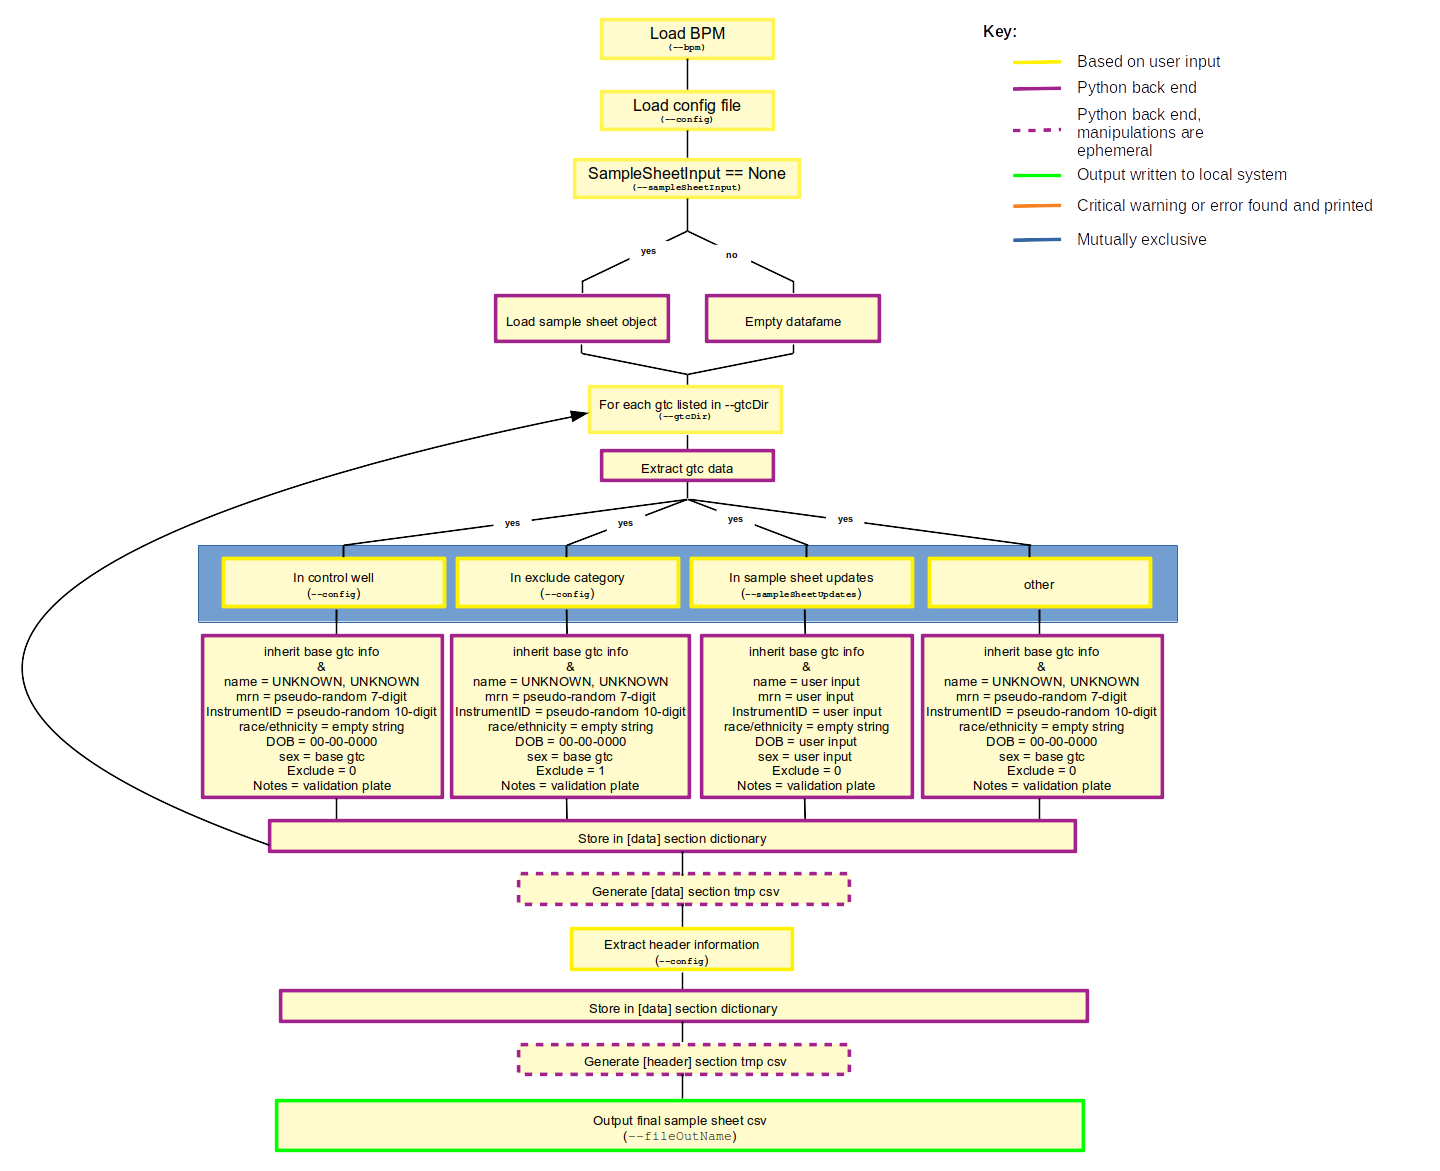 Load BPM
(--bpm)
Key:
Based on user input
Python back end
Python back end,
manipulations are
ephemeral
Output written to local system
Critical warning or error found and printed
Mutually exclusive
Load config file
(--config)
SampleSheetInput == None
(--sampleSheetInput)
yes
no
Load sample sheet object
Empty datafame
For each gtc listed in --gtcDir
(--gtcDir)
Extract gtc data
yes
yes
yes
yes
In control well
(--config)
In exclude category
(--config)
In sample sheet updates
(--sampleSheetUpdates)
other
inherit base gtc info
&
name = UNKNOWN, UNKNOWN
mrn = pseudo-random 7-digit
InstrumentID = pseudo-random 10-digit
race/ethnicity = empty string
DOB = 00-00-0000
sex = base gtc
Exclude = 0
Notes = validation plate
inherit base gtc info
&
name = UNKNOWN, UNKNOWN
mrn = pseudo-random 7-digit
InstrumentID = pseudo-random 10-digit
race/ethnicity = empty string
DOB = 00-00-0000
sex = base gtc
Exclude = 1
Notes = validation plate
inherit base gtc info
&
name = user input
mrn = user input
InstrumentID = user input
race/ethnicity = empty string
DOB = user input
sex = user input
Exclude = 0
Notes = validation plate
inherit base gtc info
&
name = UNKNOWN, UNKNOWN
mrn = pseudo-random 7-digit
InstrumentID = pseudo-random 10-digit
race/ethnicity = empty string
DOB = 00-00-0000
sex = base gtc
Exclude = 0
Notes = validation plate
Store in [data] section dictionary
Generate [data] section tmp csv
Extract header information
(--config)
Store in [data] section dictionary
Generate [header] section tmp csv
Output final sample sheet csv
(--fileOutName)